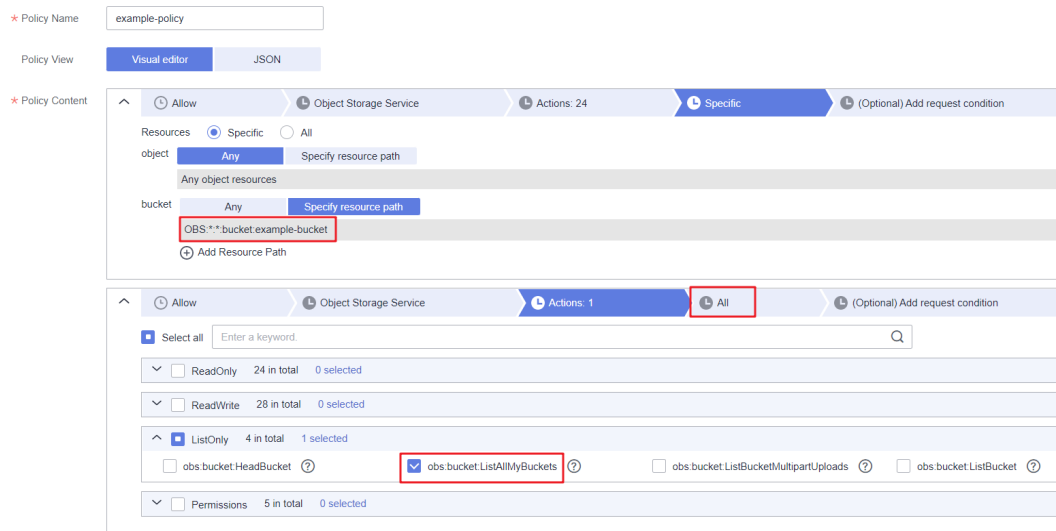 * Policy Name example-policy
Policy View Visual editor JSON
* Policy Content Allow Object Storage Service Actions: 24 Specific (Optional) Add request condition
Resources Specific All
object Any Specify resource path
Any object resources
bucket Any Specify resource path
OBS:*:*:bucket:example-bucket
Add Resource Path
Allow Object Storage Service Actions: 1 All (Optional) Add request condition
Select all Enter a keyword.
ReadOnly 24 in total 0 selected
ReadWrite 28 in total 0 selected
ListOnly 4 in total 1 selected
obs:bucket:HeadBucket ? obs:bucket:ListAllMyBuckets ? obs:bucket:ListBucketMultipartUploads ? obs:bucket:ListBucket ?
Permissions 5 in total 0 selected